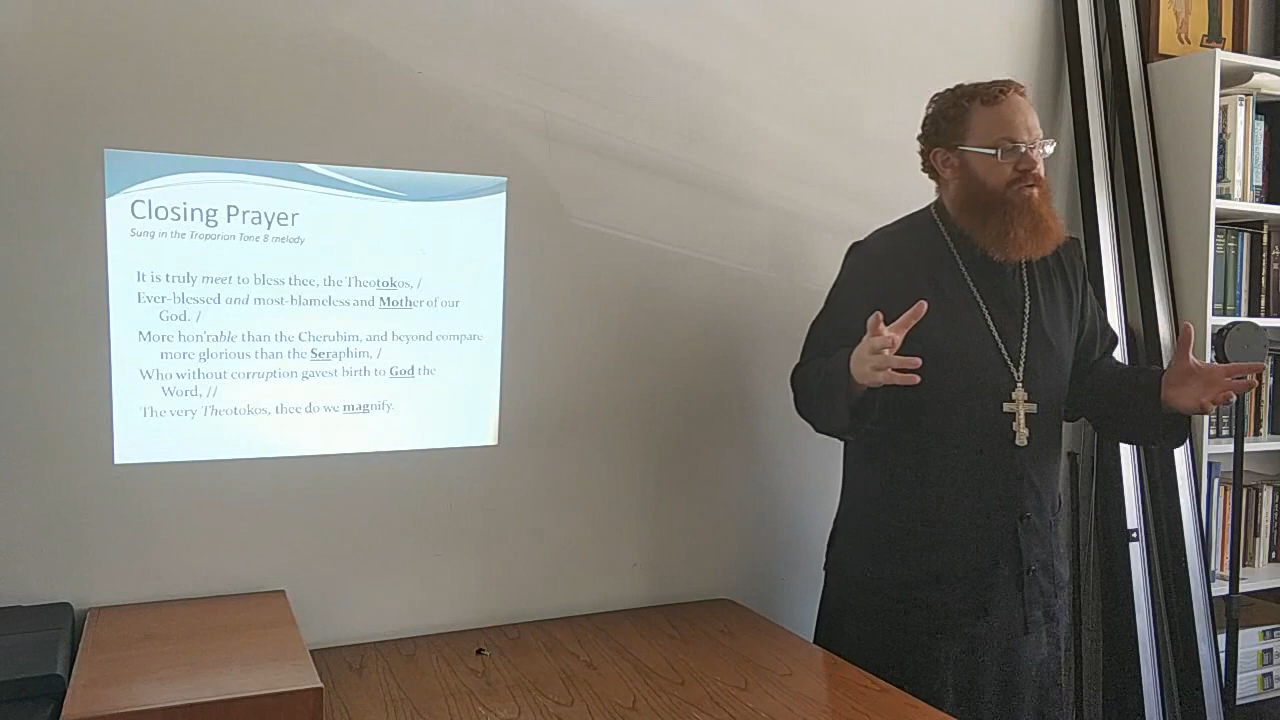 Closing Prayer
Sung in the Troparion Tone 8 melody
It is truly meet to bless thee, the Theotokos, /
Ever-blessed and most-blameless and Mother of our
God. /
More hon'rable than the Cherubim, and beyond compare
more glorious than the Seraphim, /
Who without corruption gavest birth to God the
Word, //
The very Theotokos, thee do we magnify.